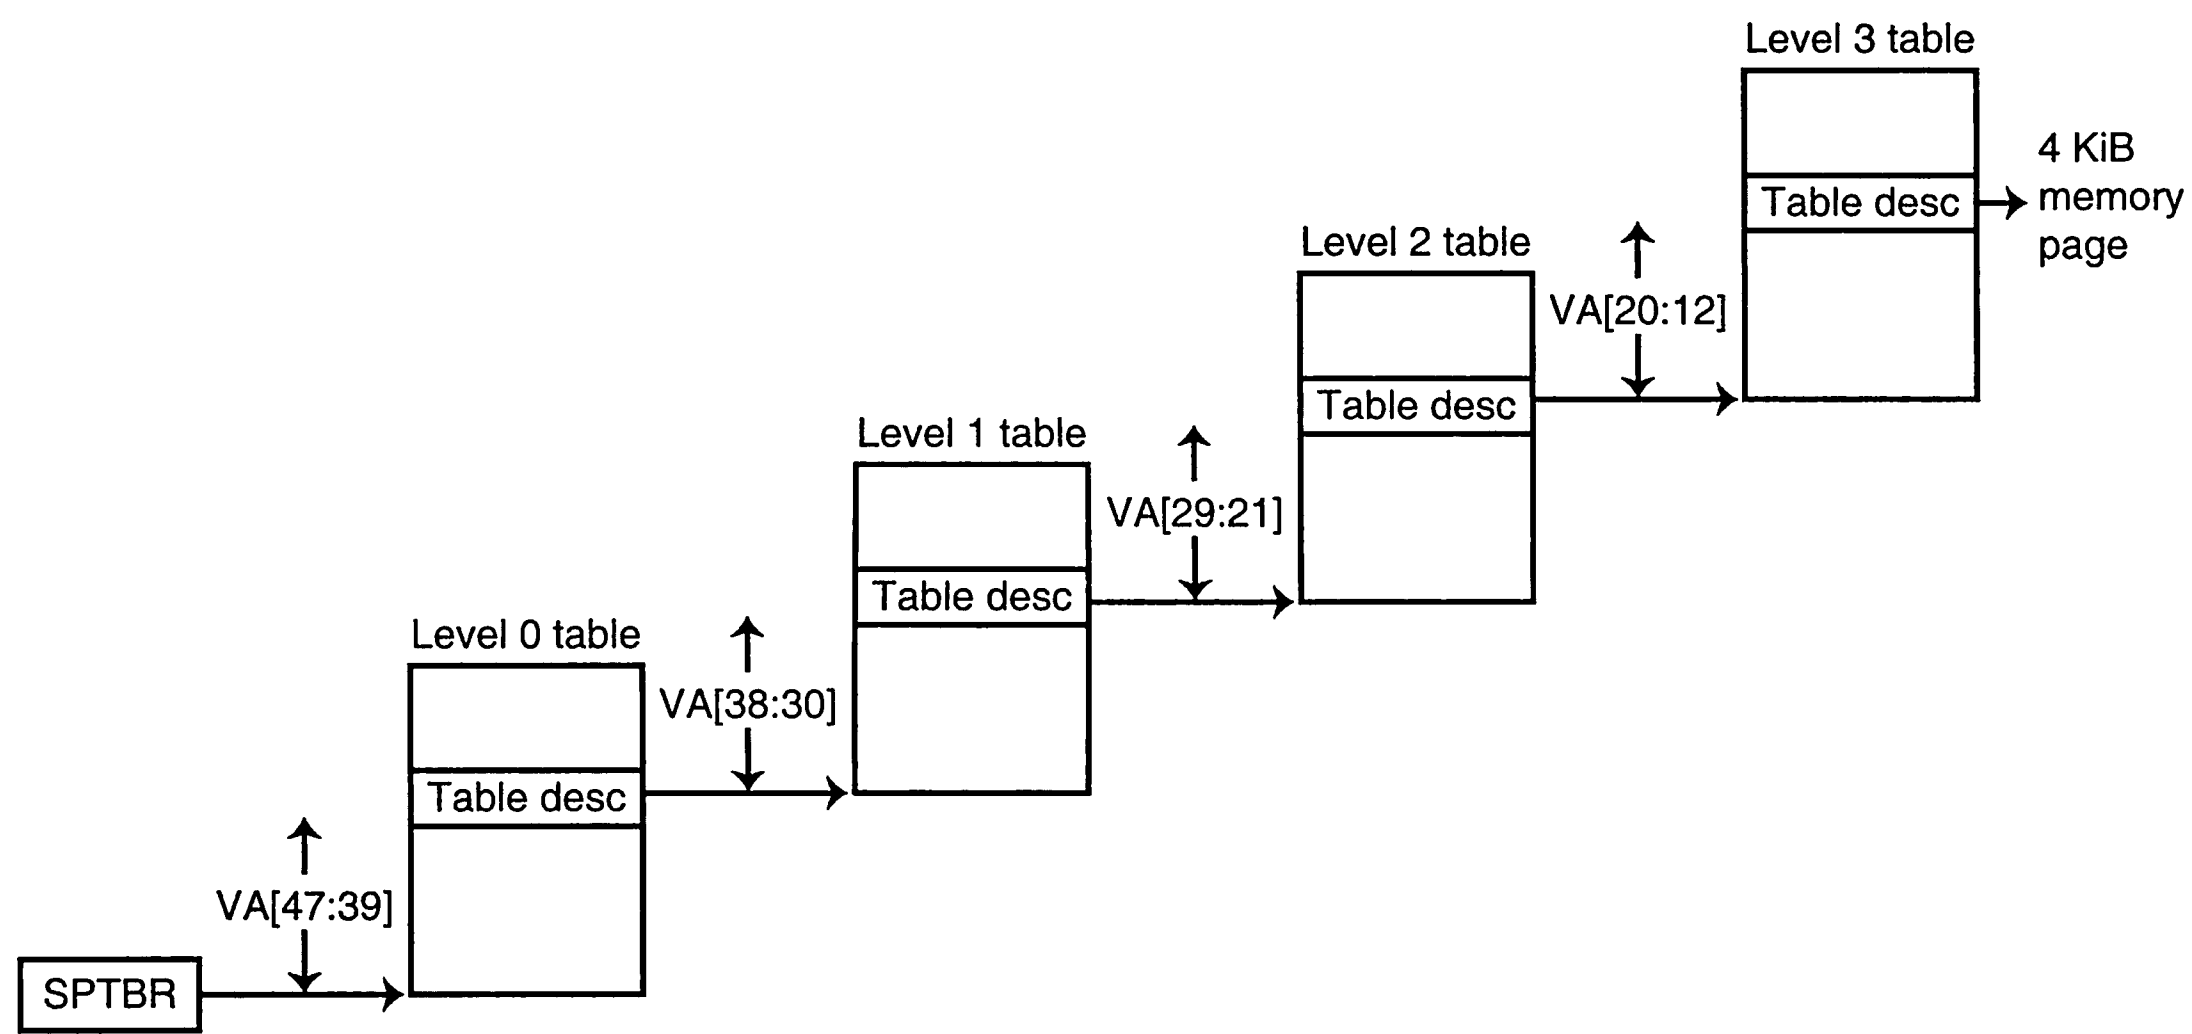 Level 3 table
4 KiB
memory
page
Table desc
Level 2 table
VA[20:12]
Table desc
Level 1 table
VA[29:21]
Table desc
Level 0 table
VA[38:30]
Table desc
VA[47:39]
SPTBR